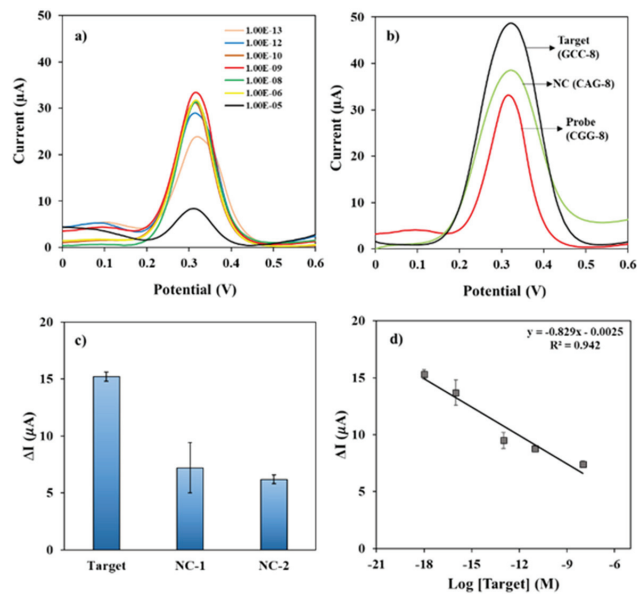 a)
1.00E-13
1.00E-12
1.00E-10
1.00E-09
1.00E-08
1.00E-06
1.00E-05
50
40
30
20
10
0
Current (µA)
0
0.1
0.2
0.3
0.4
0.5
0.6
Potential (V)
b)
Target
(GCC-8)
NC (CAG-8)
Probe
(CGG-8)
50
40
30
20
10
0
Current (µA)
0
0.1
0.2
0.3
0.4
0.5
0.6
Potential (V)
c)
20
15
10
5
0
ΔI (µA)
Target
NC-1
NC-2
d)
y = -0.829x - 0.0025
R² = 0.942
20
15
10
5
0
ΔI (µA)
-21
-18
-15
-12
-9
-6
Log [Target] (M)